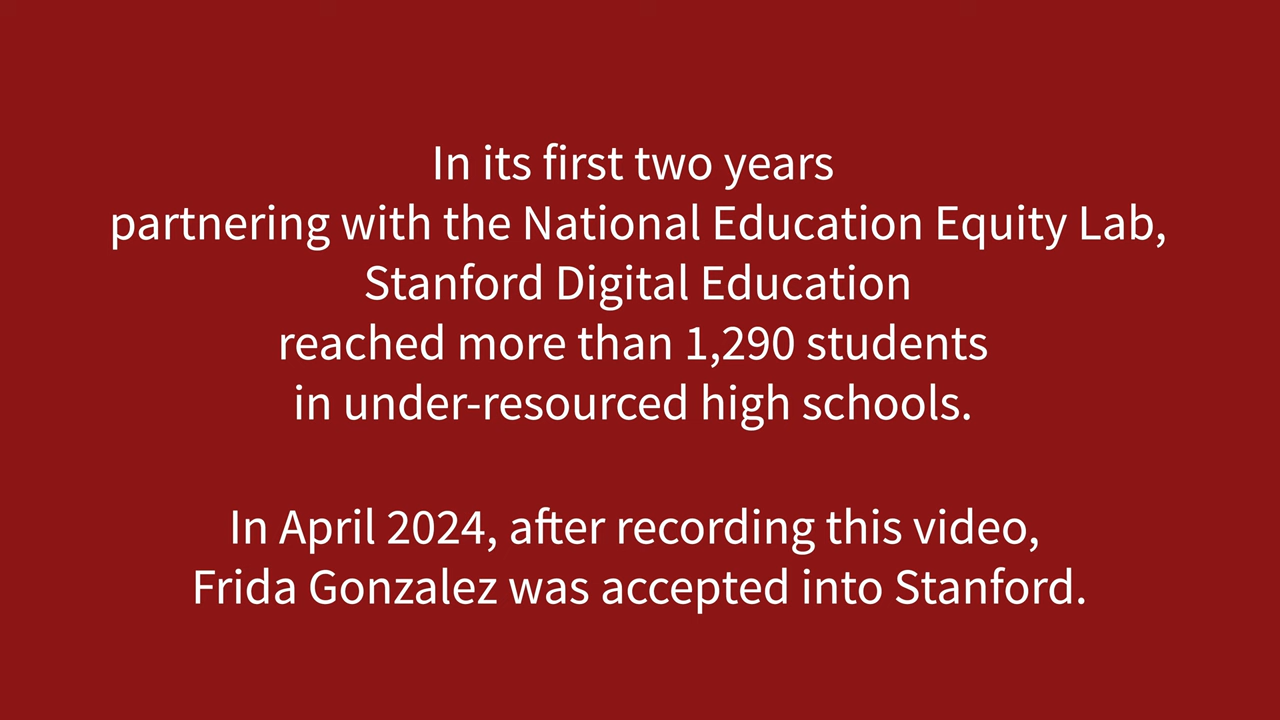 In its first two years
partnering with the National Education Equity Lab,
Stanford Digital Education
reached more than 1,290 students
in under-resourced high schools.
In April 2024, after recording this video,
Frida Gonzalez was accepted into Stanford.